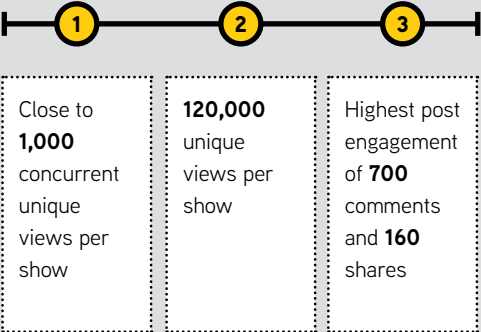 1
2
3
Close to
1,000
concurrent
unique
views per
show
120,000
unique
views per
show
Highest post
engagement
of 700
comments
and 160
shares